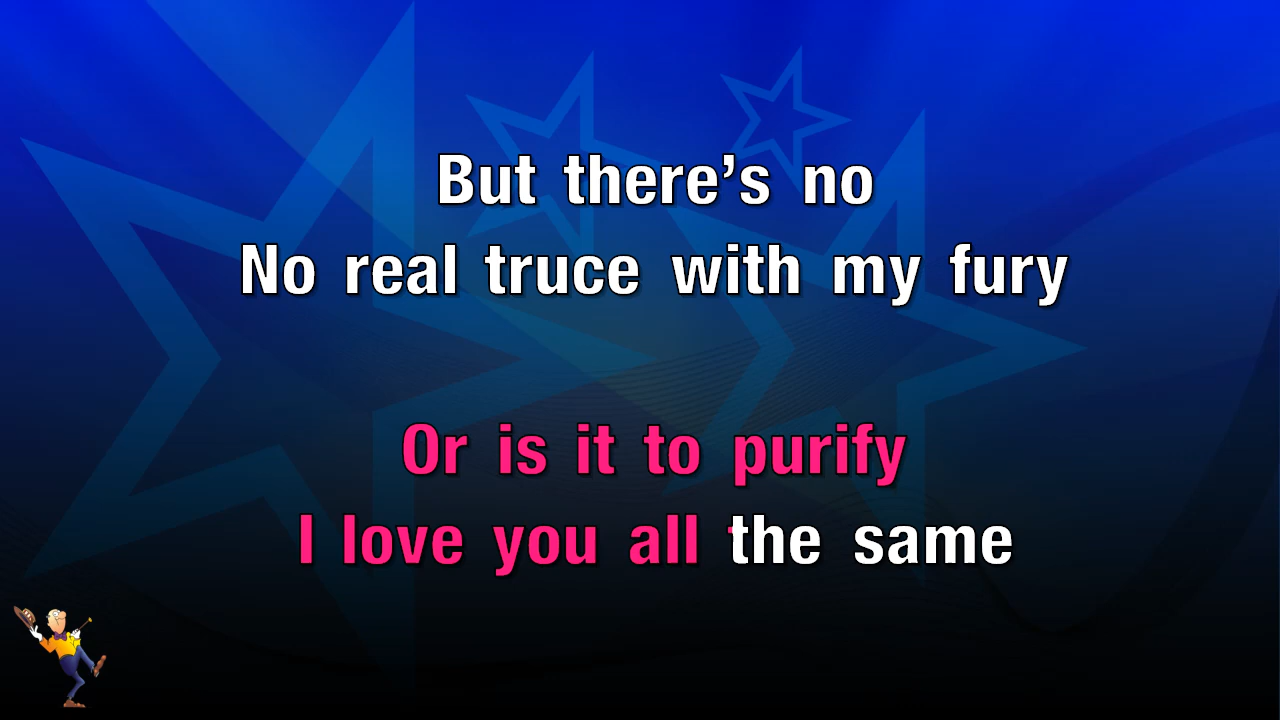 But there’s no
No real truce with my fury
Or is it to purify
I love you all the same